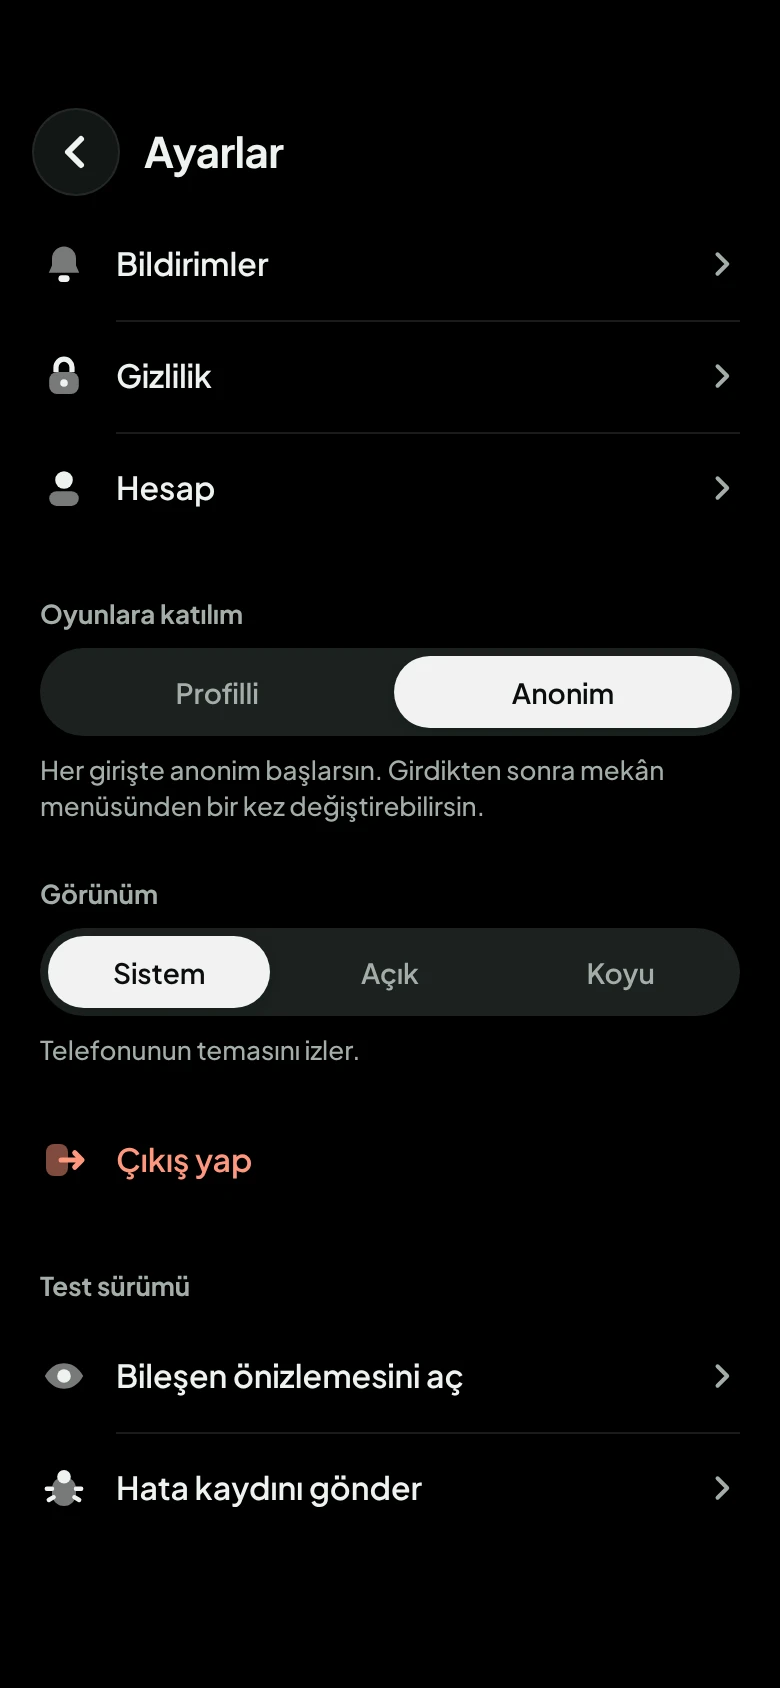 Ayarlar
Bildirimler
Gizlilik
Hesap
Oyunlara katılım
Profilli
Anonim
Her girişte anonim başlarsın. Girdikten sonra mekân
menüsünden bir kez değiştirebilirsin.
Görünüm
Sistem
Açık
Koyu
Telefonunun temasını izler.
Çıkış yap
Test sürümü
Bileşen önizlemesini aç
Hata kaydını gönder